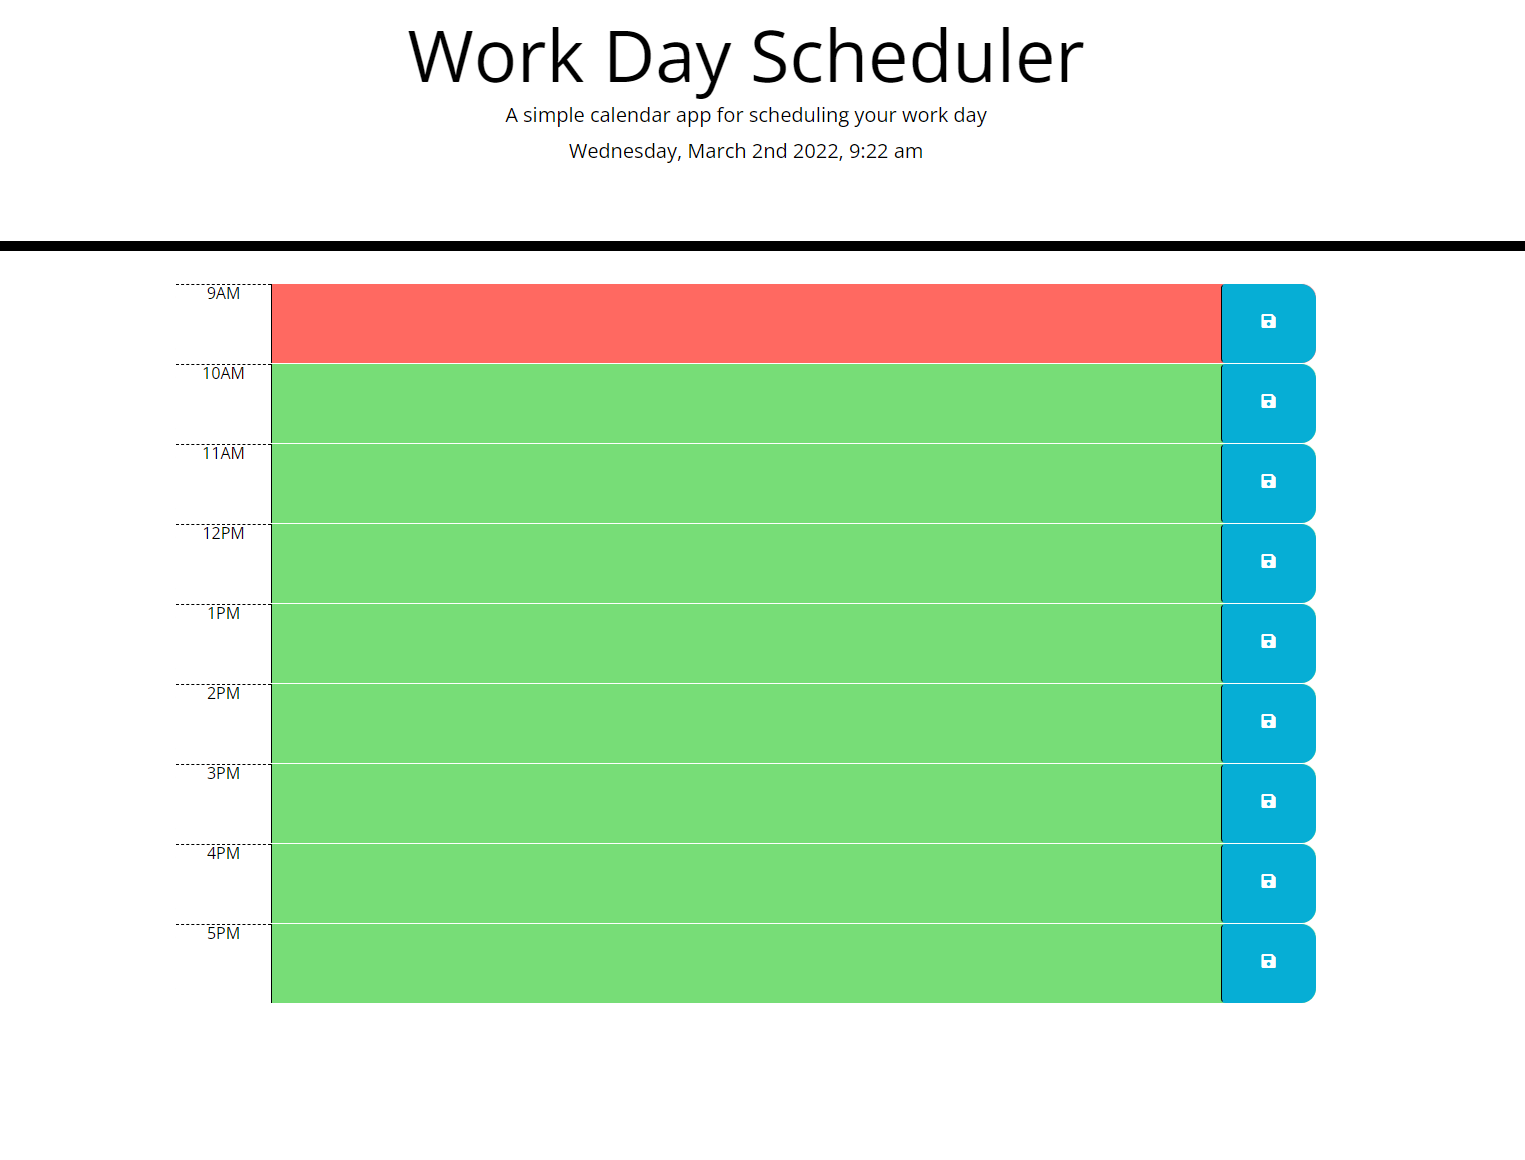 Work Day Scheduler
A simple calendar app for scheduling your work day
Wednesday, March 2nd 2022, 9:22 am
9AM
10AM
11AM
12PM
1PM
2PM
3PM
4PM
5PM